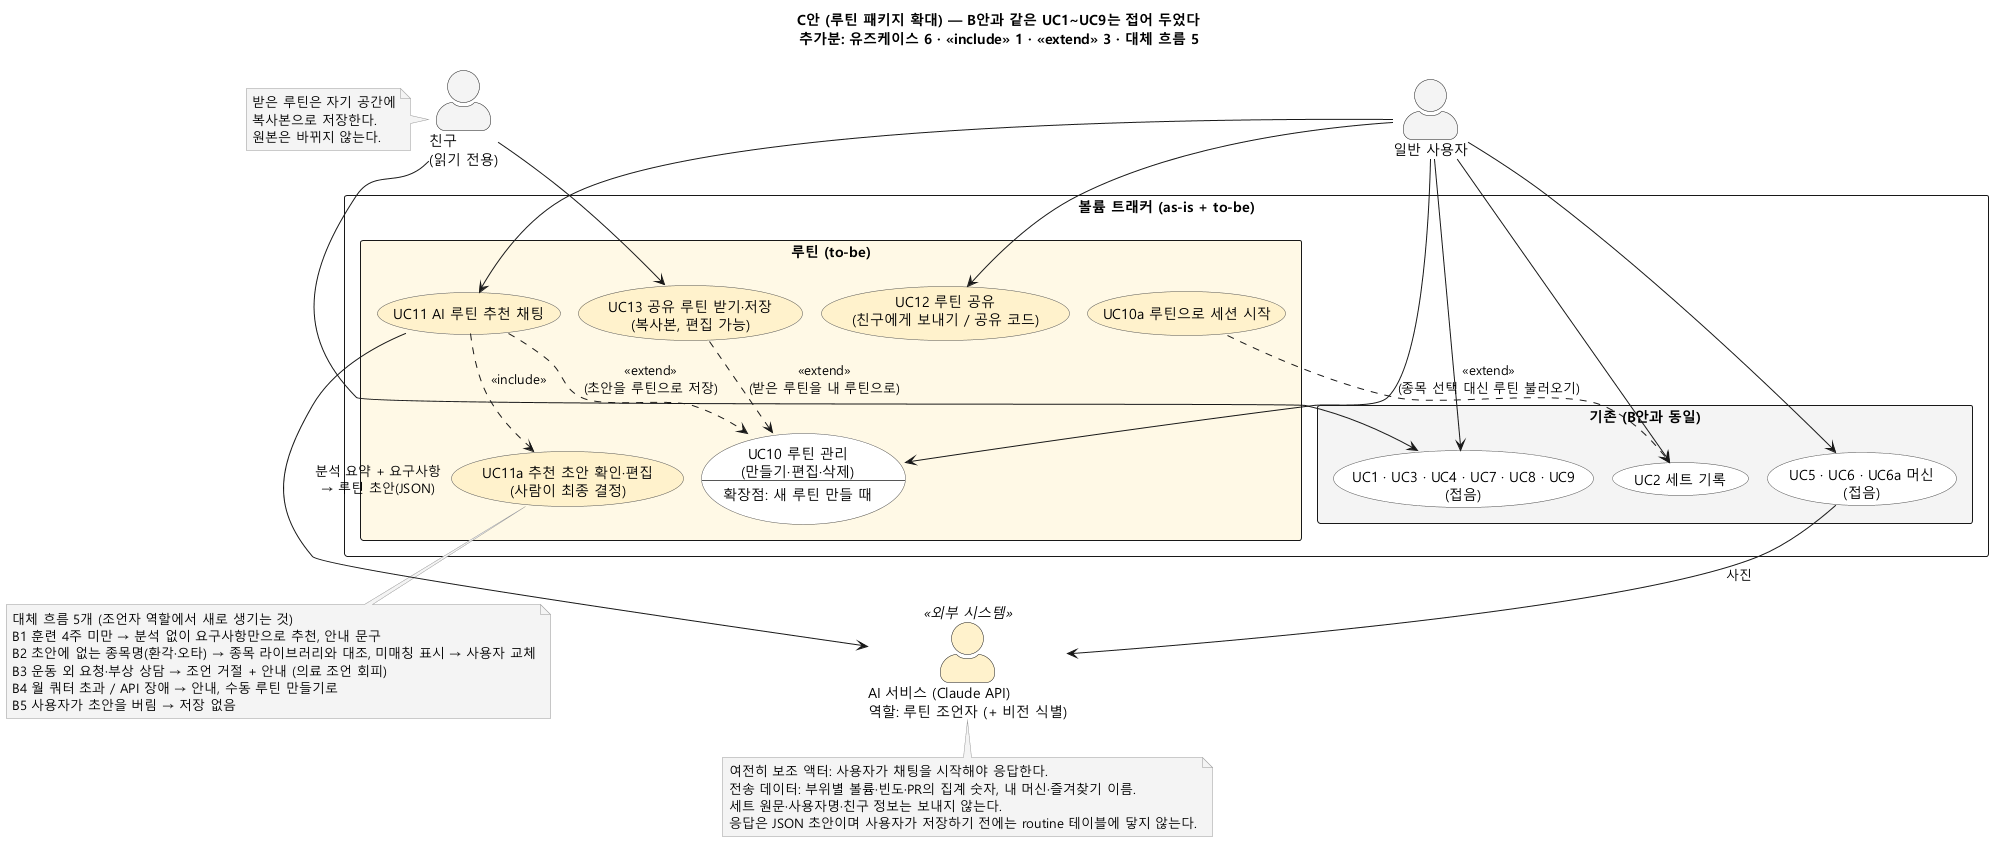 C안 (루틴 패키지 확대) — B안과 같은 UC1~UC9는 접어 두었다
추가분: 유즈케이스 6 · «include» 1 · «extend» 3 · 대체 흐름 5
받은 루틴은 자기 공간에
복사본으로 저장한다.
원본은 바뀌지 않는다.
친구
(읽기 전용)
일반 사용자
볼륨 트래커 (as-is + to-be)
루틴 (to-be)
UC11 AI 루틴 추천 채팅
UC13 공유 루틴 받기·저장
(복사본, 편집 가능)
UC12 루틴 공유
(친구에게 보내기 / 공유 코드)
UC10a 루틴으로 세션 시작
«include»
«extend»
(초안을 루틴으로 저장)
«extend»
(받은 루틴을 내 루틴으로)
«extend»
(종목 선택 대신 루틴 불러오기)
기존 (B안과 동일)
분석 요약 + 요구사항
→ 루틴 초안(JSON)
UC11a 추천 초안 확인·편집
(사람이 최종 결정)
UC10 루틴 관리
(만들기·편집·삭제)
확장점: 새 루틴 만들 때
UC1 · UC3 · UC4 · UC7 · UC8 · UC9
(접음)
UC2 세트 기록
UC5 · UC6 · UC6a 머신
(접음)
사진
대체 흐름 5개 (조언자 역할에서 새로 생기는 것)
B1 훈련 4주 미만 → 분석 없이 요구사항만으로 추천, 안내 문구
B2 초안에 없는 종목명(환각·오타) → 종목 라이브러리와 대조, 미매칭 표시 → 사용자 교체
B3 운동 외 요청·부상 상담 → 조언 거절 + 안내 (의료 조언 회피)
B4 월 쿼터 초과 / API 장애 → 안내, 수동 루틴 만들기로
B5 사용자가 초안을 버림 → 저장 없음
«외부 시스템»
AI 서비스 (Claude API)
역할: 루틴 조언자 (+ 비전 식별)
여전히 보조 액터: 사용자가 채팅을 시작해야 응답한다.
전송 데이터: 부위별 볼륨·빈도·PR의 집계 숫자, 내 머신·즐겨찾기 이름.
세트 원문·사용자명·친구 정보는 보내지 않는다.
응답은 JSON 초안이며 사용자가 저장하기 전에는 routine 테이블에 닿지 않는다.